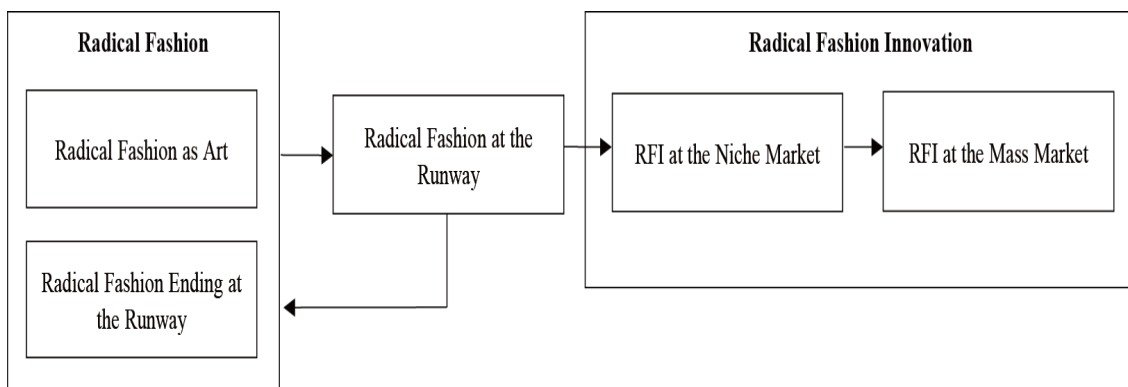 Radical Fashion
Radical Fashion as Art
Radical Fashion Ending at
the Runway
Radical Fashion at the
Runway
Radical Fashion Innovation
RFI at the Niche Market
RFI at the Mass Market